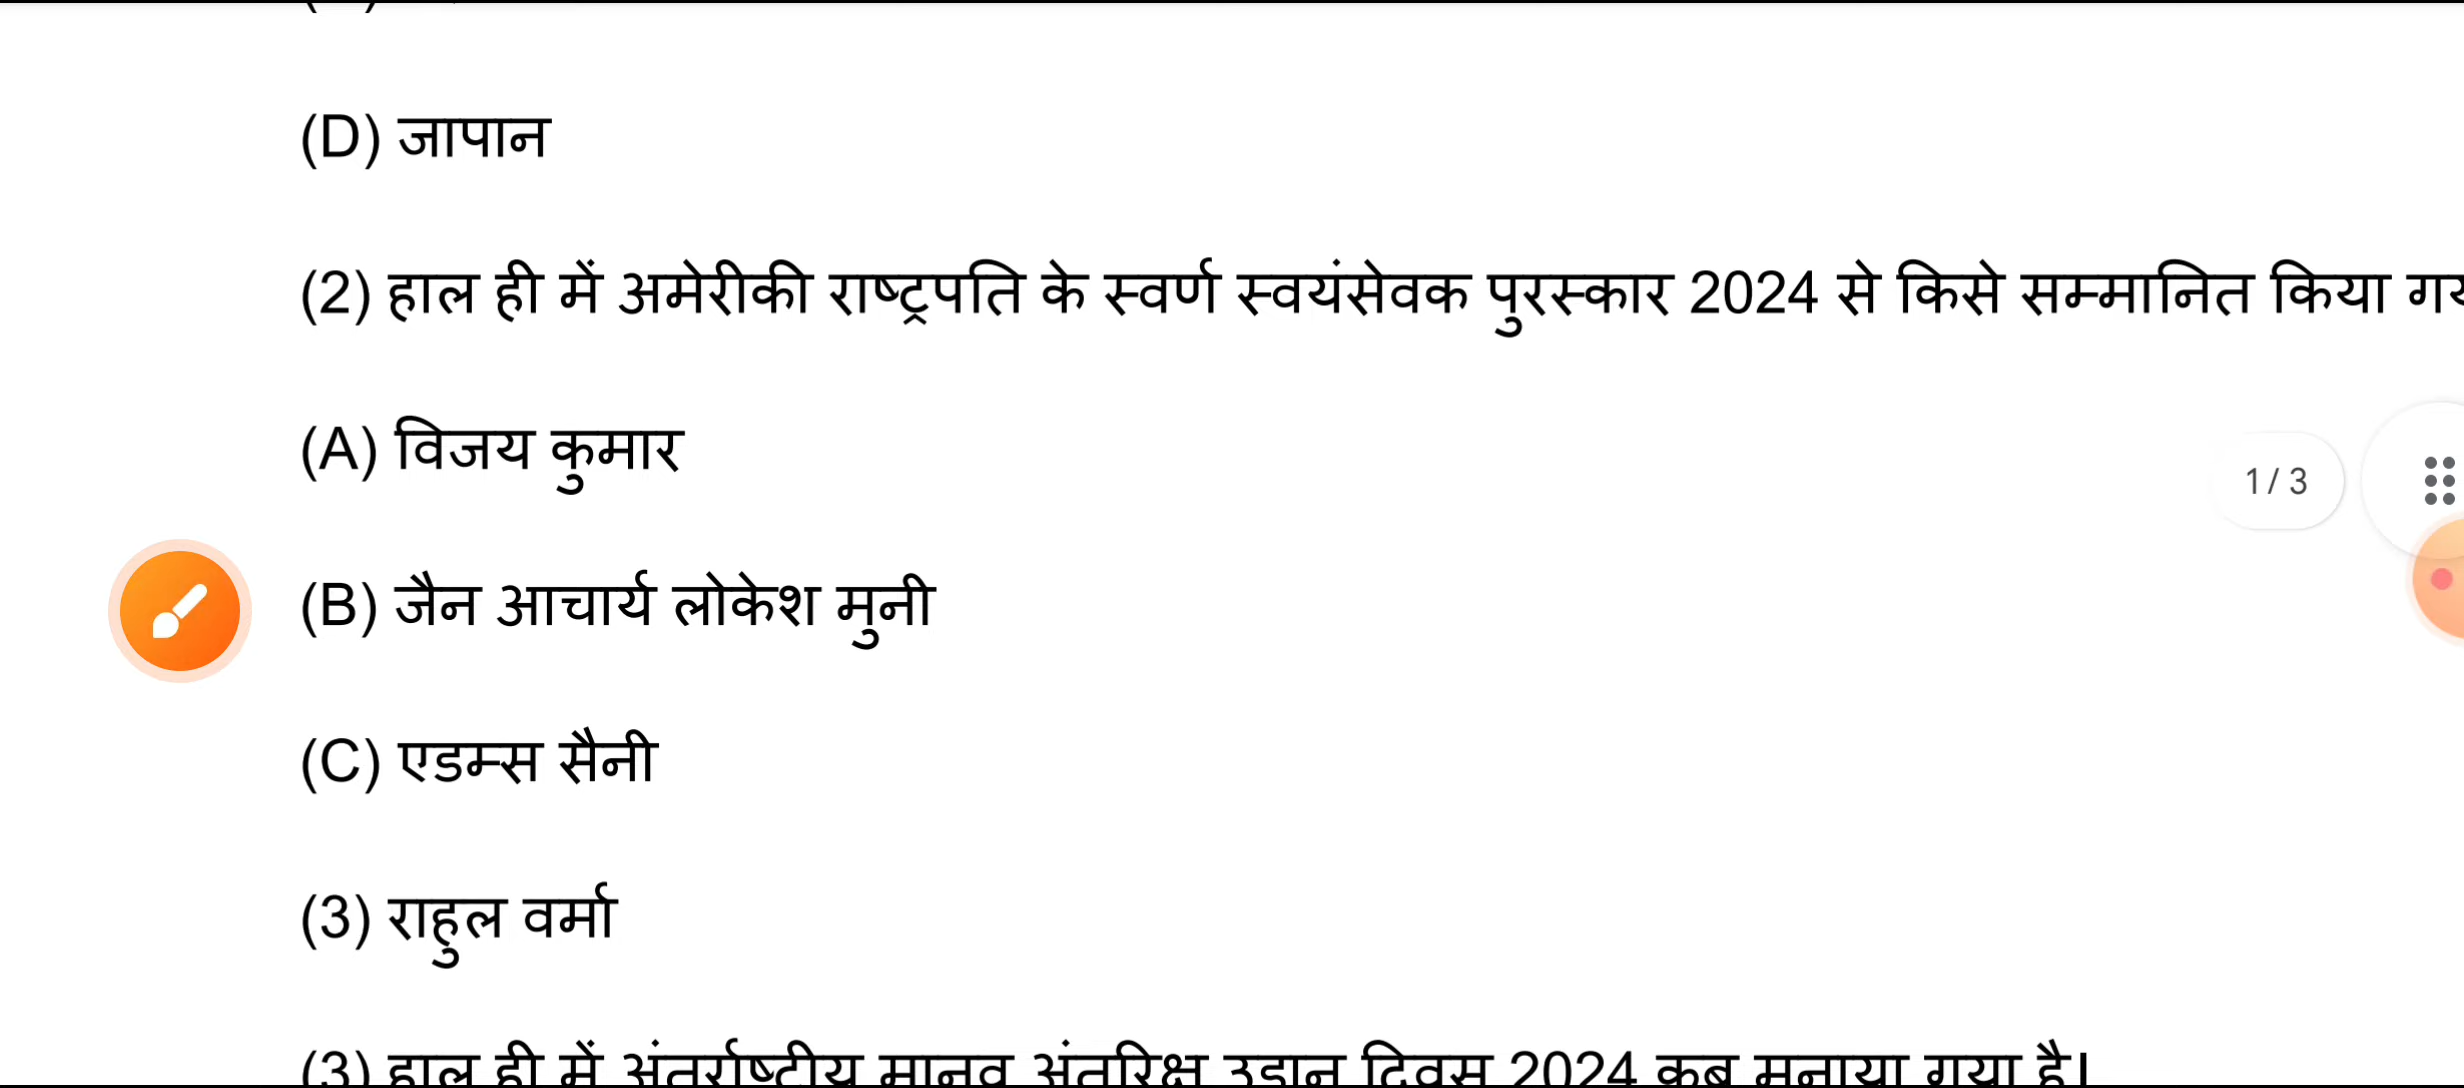 (D) जापान
(2) हाल ही में अमेरीकी राष्ट्रपति के स्वर्ण स्वयंसेवक पुरस्कार 2024 से किसे सम्मानित किया
(A) विजय कुमार
1 / 3
(B) जैन आचार्य लोकेश मुनी
(C) एडम्स सैनी
(3) राहुल वर्मा
(3) हाल ही में अंतर्राष्ट्रीय मानव अंतरिक्ष उडान दिवस 2024 कब मनाया गया है।